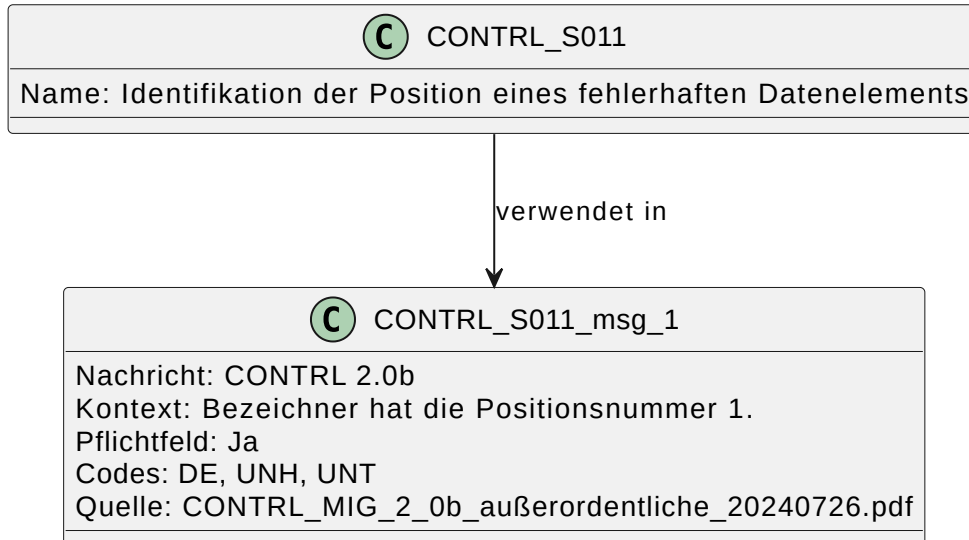 C CONTRL_S011
Name: Identifikation der Position eines fehlerhaften Datenelements
verwendet in
C CONTRL_S011_msg_1
Nachricht: CONTRL 2.0b
Kontext: Bezeichner hat die Positionsnummer 1.
Pflichtfeld: Ja
Codes: DE, UNH, UNT
Quelle: CONTRL_MIG_2_0b_außerordentliche_20240726.pdf